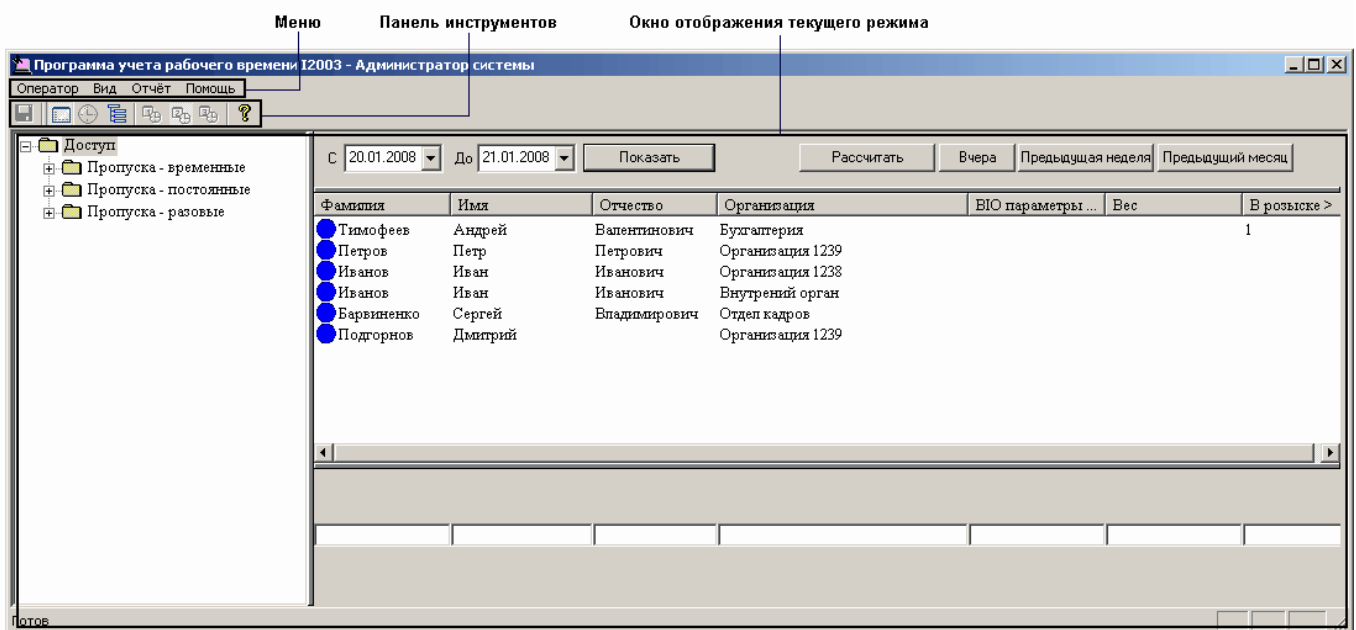 Меню Панель инструментов Окно отображения текущего режима
Программа учета рабочего времени I2003 - Администратор системы
Оператор Вид Отчёт Помощь
Доступ
Пропуска - временные
Пропуска - постоянные
Пропуска - разовые
С 20.01.2008 До 21.01.2008 Показать Рассчитать Вчера Предыдущая неделя Предыдущий месяц
Фамилия Имя Отчество Организация BIO параметры ... Вес В розыске >
Тимофеев Андрей Валентинович Бухгалтерия 1
Петров Петр Петрович Организация 1239
Иванов Иван Иванович Организация 1238
Иванов Иван Иванович Внутрений орган
Барвиненко Сергей Владимирович Отдел кадров
Подгорнов Дмитрий Организация 1239
Готов